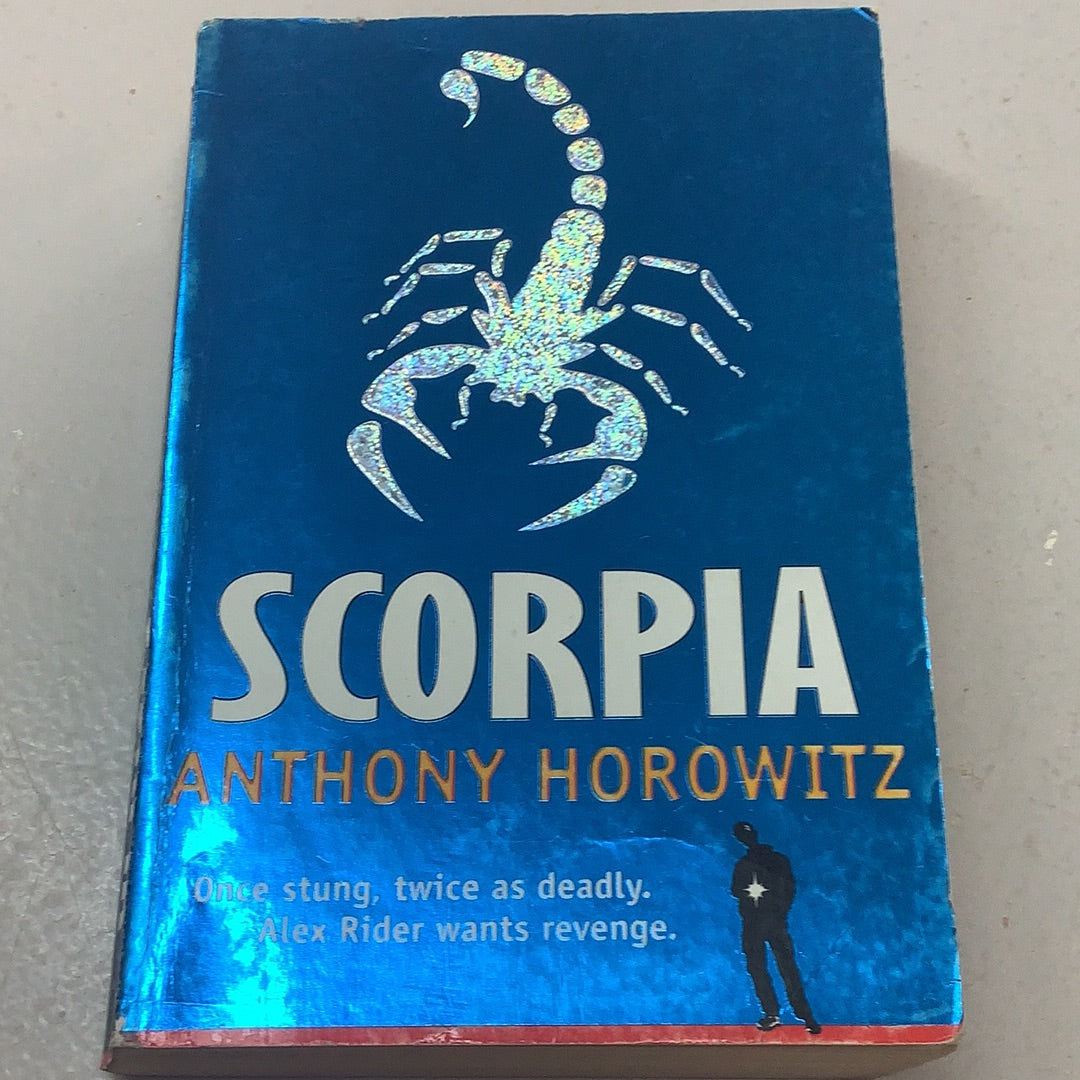 SCORPIA
ANTHONY HOROWITZ
Once stung, twice as deadly.
Alex Rider wants revenge.